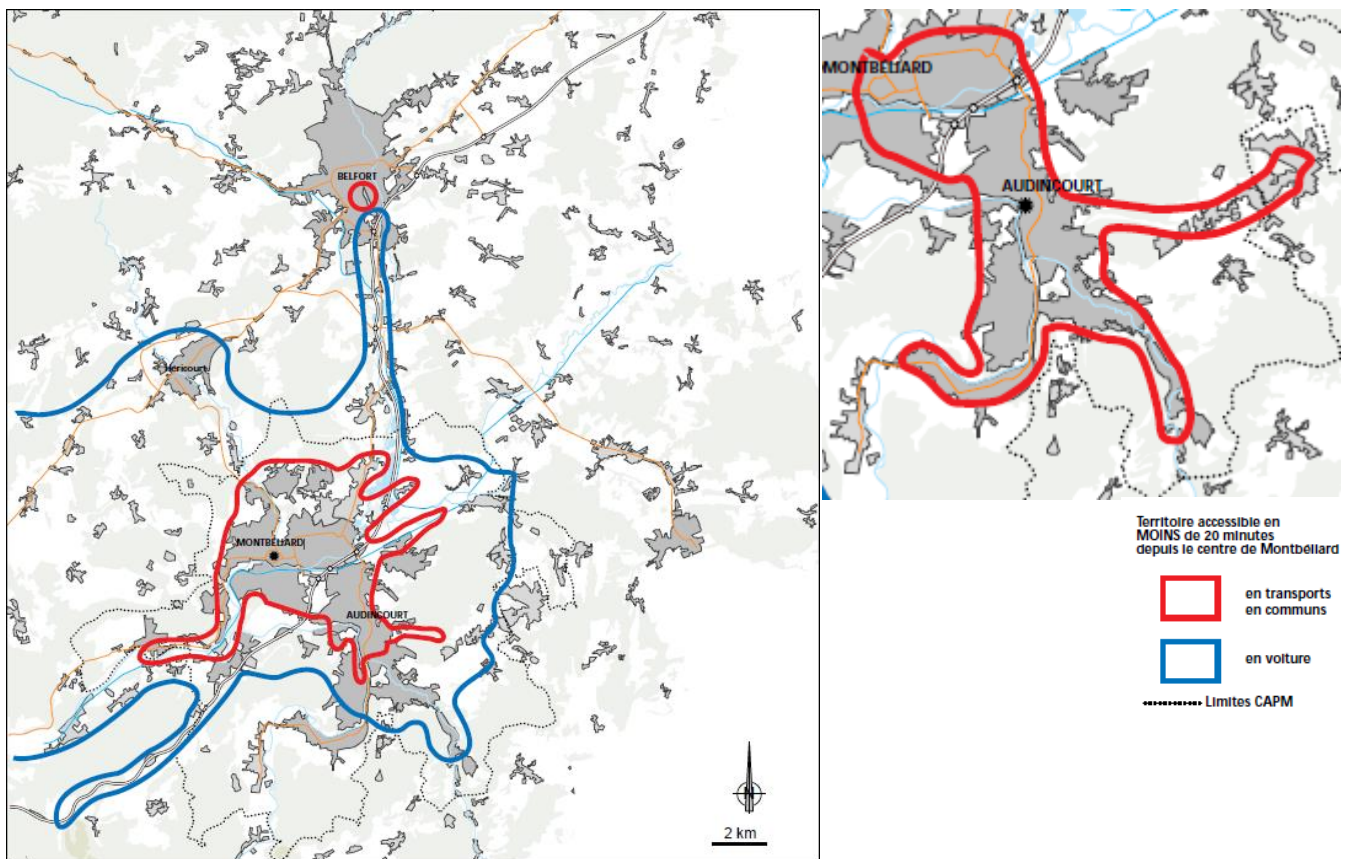 BELFORT
Héricourt
MONTBÉLIARD
AUDINCOURT
N
2 km
MONTBÉLIARD
AUDINCOURT
Territoire accessible en
MOINS de 20 minutes
depuis le centre de Montbéliard
en transports
en communs
en voiture
Limites CAPM